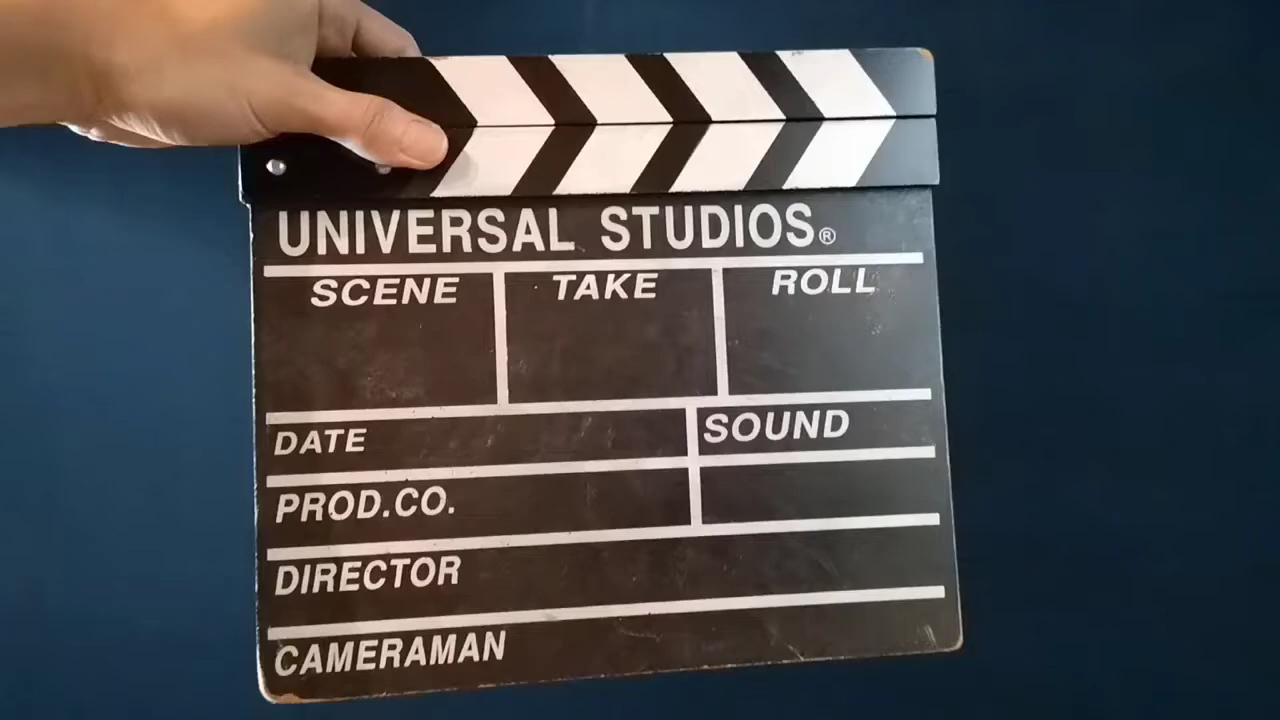 UNIVERSAL STUDIOS®
SCENE TAKE ROLL
DATE SOUND
PROD.CO.
DIRECTOR
CAMERAMAN